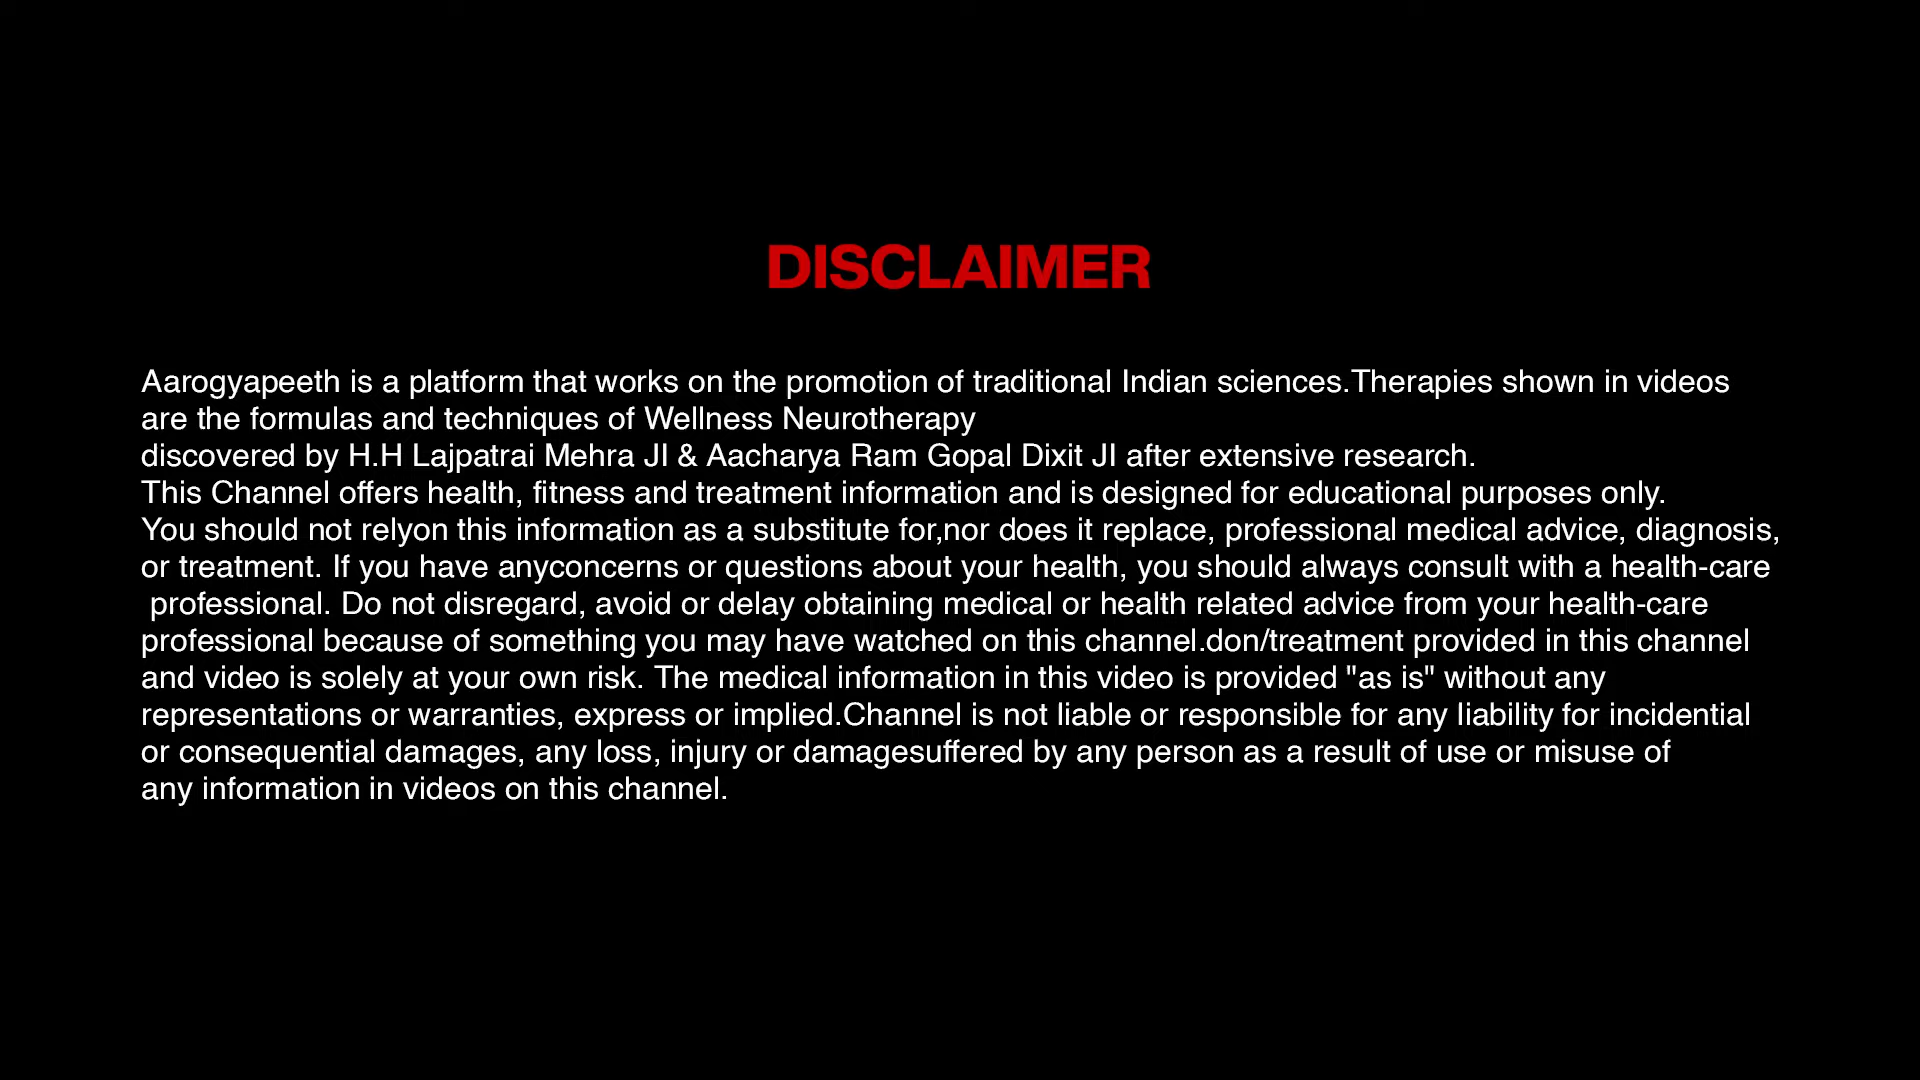 DISCLAIMER
Aarogyapeeth is a platform that works on the promotion of traditional Indian sciences.Therapies shown in videos
are the formulas and techniques of Wellness Neurotherapy
discovered by H.H Lajpatrai Mehra JI & Aacharya Ram Gopal Dixit JI after extensive research.
This Channel offers health, fitness and treatment information and is designed for educational purposes only.
You should not relyon this information as a substitute for,nor does it replace, professional medical advice, diagnosis,
or treatment. If you have anyconcerns or questions about your health, you should always consult with a health-care
professional. Do not disregard, avoid or delay obtaining medical or health related advice from your health-care
professional because of something you may have watched on this channel.don/treatment provided in this channel
and video is solely at your own risk. The medical information in this video is provided "as is" without any
representations or warranties, express or implied.Channel is not liable or responsible for any liability for incidential
or consequential damages, any loss, injury or damagesuffered by any person as a result of use or misuse of
any information in videos on this channel.